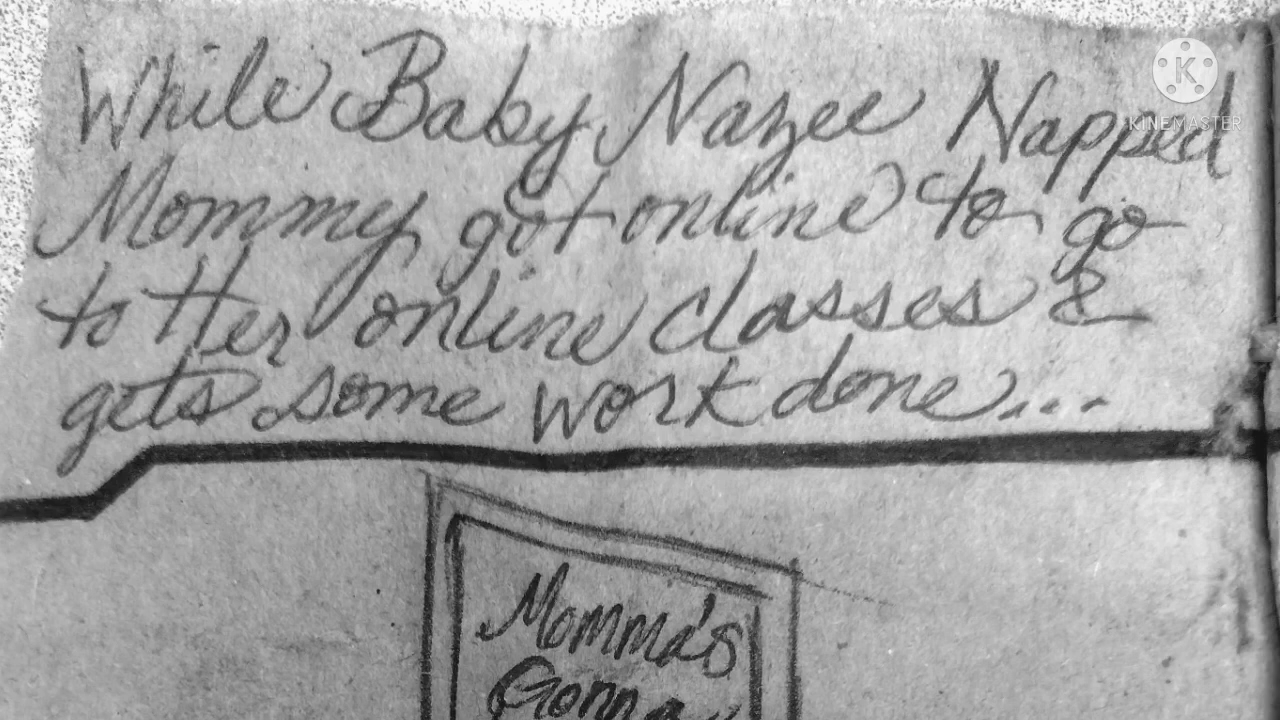 While Baby Nazee Napped
Mommy got online to go
to Her online classes &
gets some work done...
Momma's
Gonna
K
KINEMASTER